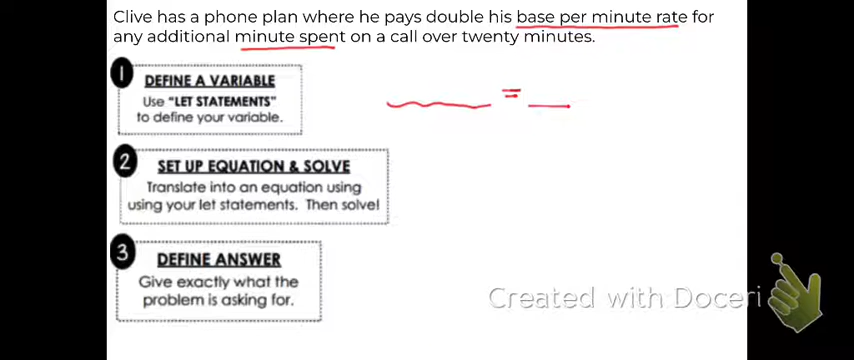 Clive has a phone plan where he pays double his base per minute rate for
any additional minute spent on a call over twenty minutes.
1
DEFINE A VARIABLE
Use "LET STATEMENTS"
to define your variable.
=
2
SET UP EQUATION & SOLVE
Translate into an equation using
using your let statements. Then solve!
3
DEFINE ANSWER
Give exactly what the
problem is asking for.
Created with Doceri